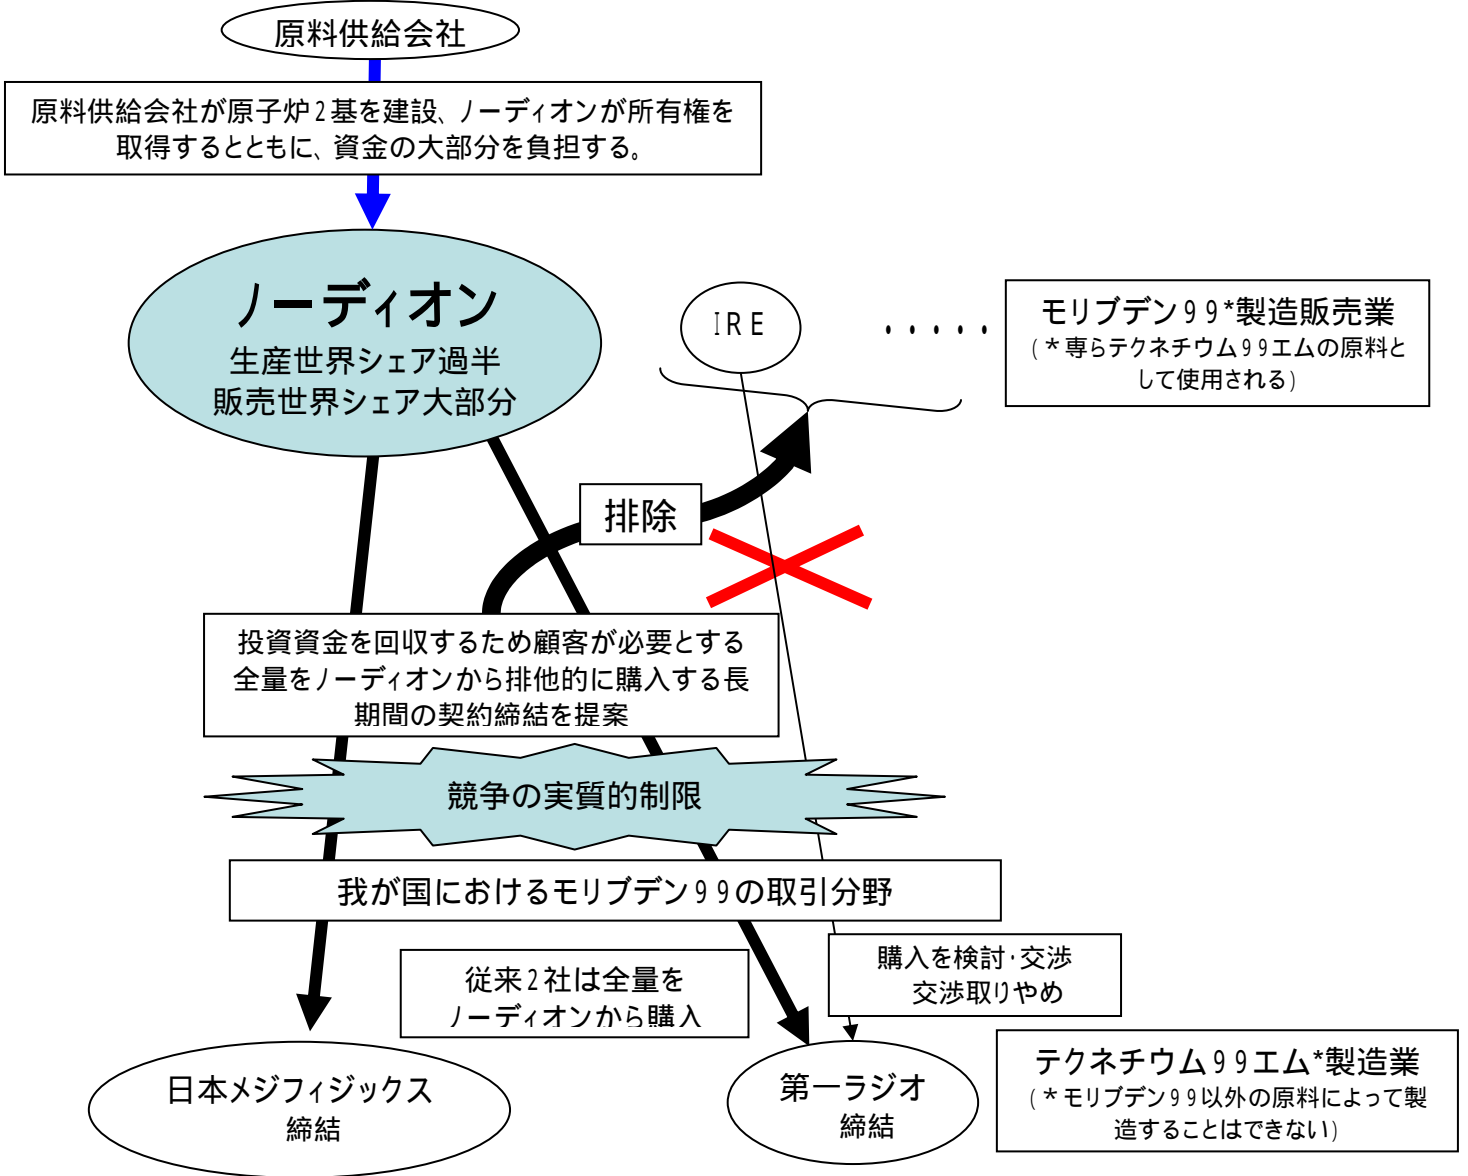 原料供給会社
原料供給会社が原子炉2基を建設、ノーディオンが所有権を
取得するとともに、資金の大部分を負担する。
ノーディオン
生産世界シェア過半
販売世界シェア大部分
IRE
・・・・・
モリブデン99*製造販売業
(*専らテクネチウム99エムの原料と
して使用される)
排除
投資資金を回収するため顧客が必要とする
全量をノーディオンから排他的に購入する長
期間の契約締結を提案
競争の実質的制限
我が国におけるモリブデン99の取引分野
従来2社は全量を
ノーディオンから購入
購入を検討・交渉
交渉取りやめ
日本メジフィジックス
締結
第一ラジオ
締結
テクネチウム99エム*製造業
(*モリブデン99以外の原料によって製
造することはできない)